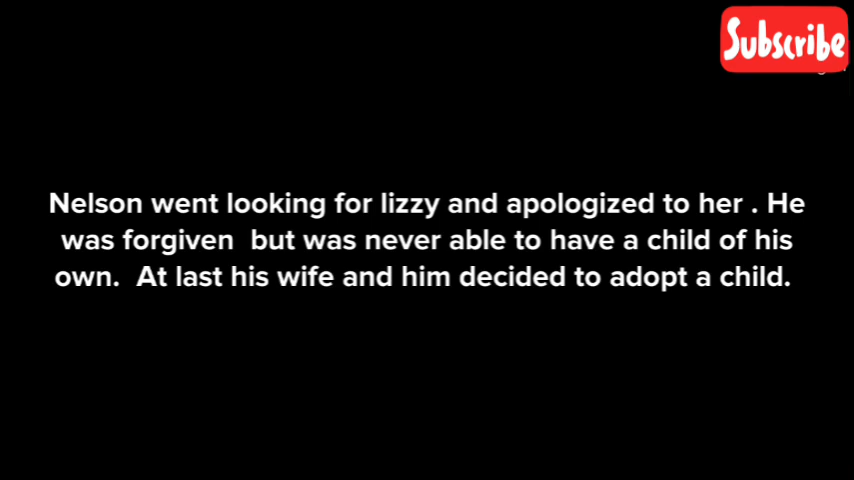 Subscribe
Nelson went looking for lizzy and apologized to her . He
was forgiven  but was never able to have a child of his
own.  At last his wife and him decided to adopt a child.